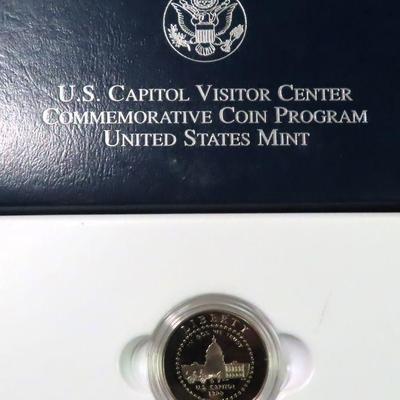 U.S. CAPITOL VISITOR CENTER
COMMEMORATIVE COIN PROGRAM
UNITED STATES MINT
LIBERTY
U.S. CAPITOL